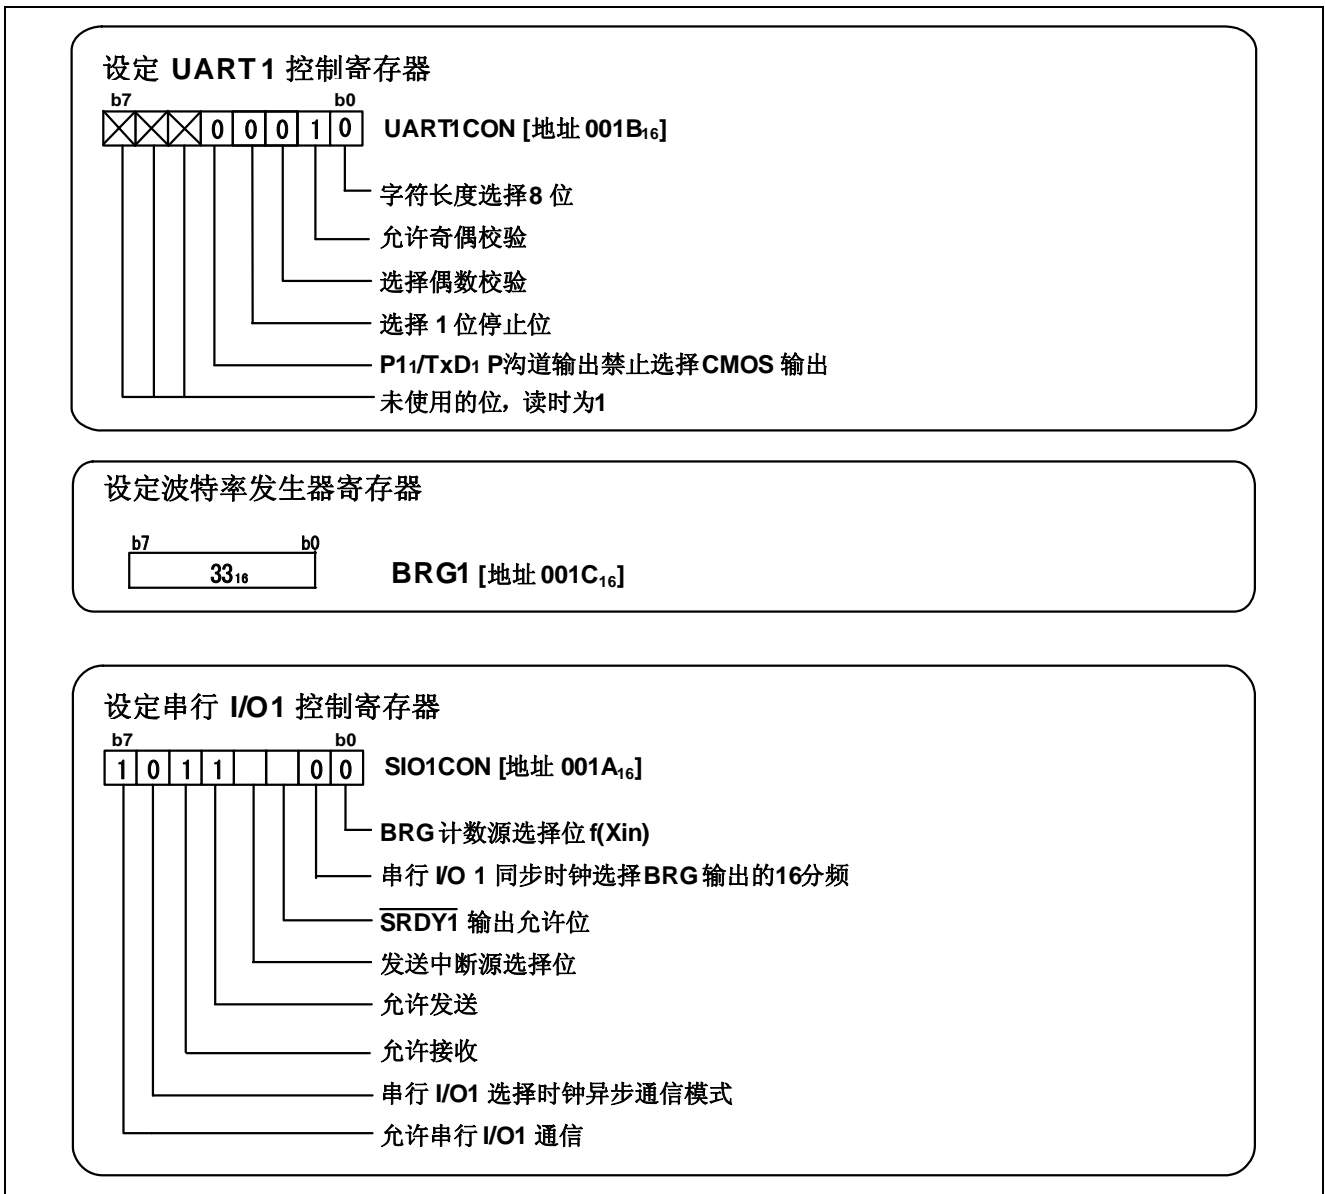 设定 UART1 控制寄存器
b7 b0
0 0 0 1 0 UART1CON [地址 001B16]
字符长度选择8 位
允许奇偶校验
选择偶数校验
选择 1 位停止位
P11/TxD1 P沟道输出禁止选择CMOS 输出
未使用的位，读时为1
设定波特率发生器寄存器
b7 b0
3316 BRG1 [地址 001C16]
设定串行 I/O1 控制寄存器
b7 b0
1 0 1 1 0 0 SIO1CON [地址 001A16]
BRG 计数源选择位 f(Xin)
串行 I/O 1 同步时钟选择BRG 输出的16分频
SRDY1 输出允许位
发送中断源选择位
允许发送
允许接收
串行 I/O1 选择时钟异步通信模式
允许串行 I/O1 通信